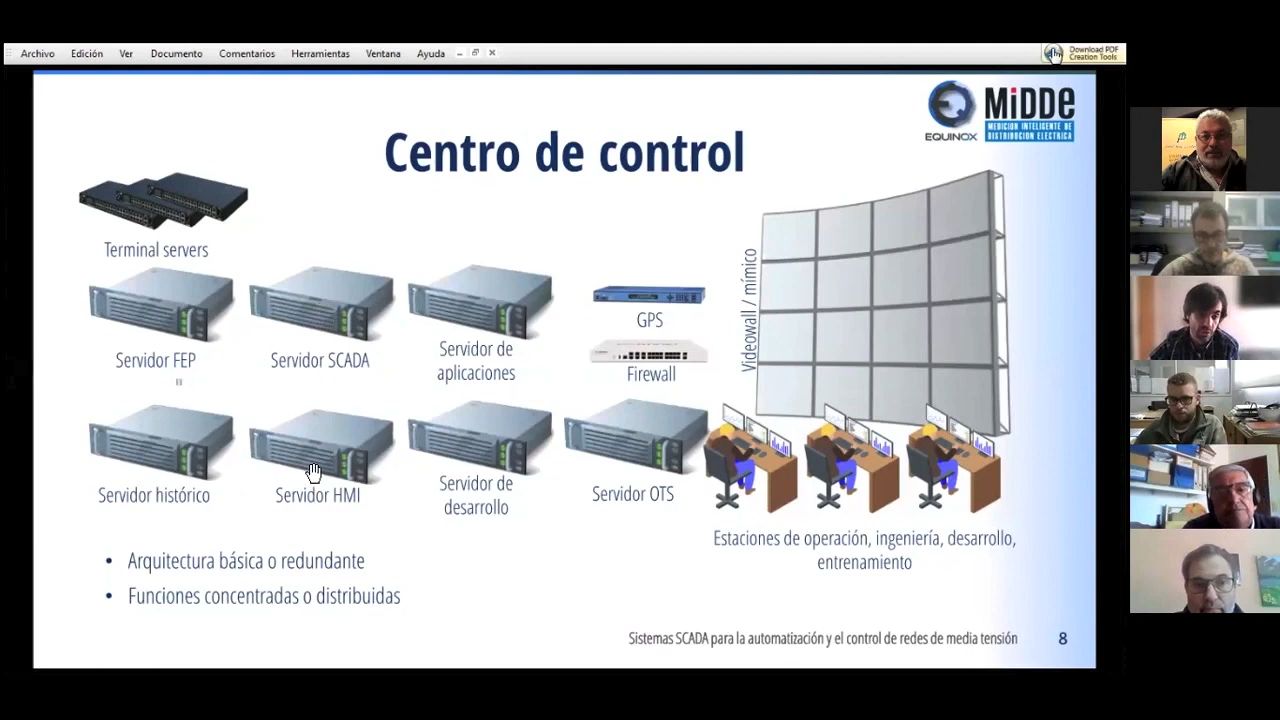 Archivo Edición Ver Documento Comentarios Herramientas Ventana Ayuda
Download PDF
Creation Tools
EQUINOX
MiDDE
MEDICION INTELIGENTE DE
DISTRIBUCION ELECTRICA
Centro de control
Terminal servers
Servidor FEP
Servidor SCADA
Servidor de
aplicaciones
GPS
Firewall
Videowall / mímico
Servidor histórico
Servidor HMI
Servidor de
desarrollo
Servidor OTS
Estaciones de operación, ingeniería, desarrollo,
entrenamiento
• Arquitectura básica o redundante
• Funciones concentradas o distribuidas
Sistemas SCADA para la automatización y el control de redes de media tensión
8